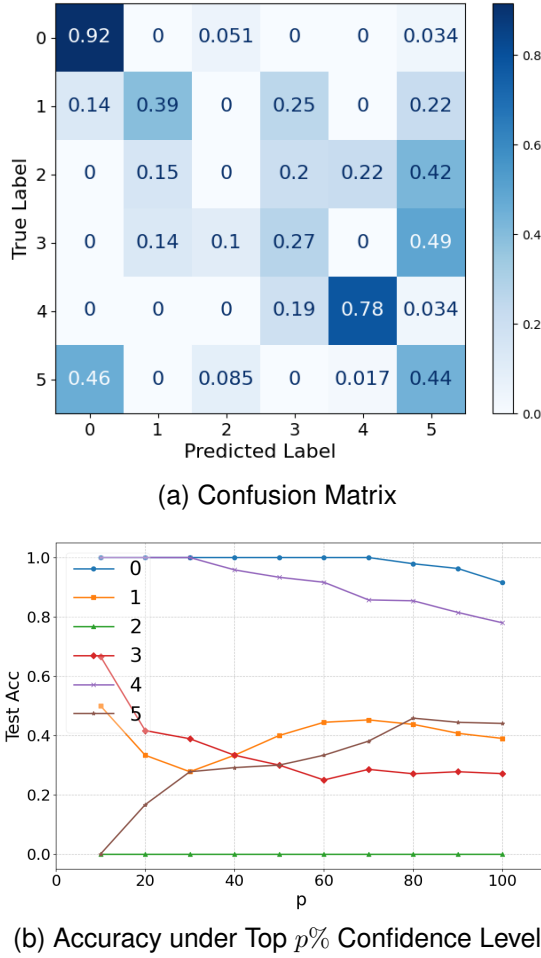 0 0.92 0 0.051 0 0 0.034
1 0.14 0.39 0 0.25 0 0.22
2 0 0.15 0 0.2 0.22 0.42
3 0 0.14 0.1 0.27 0 0.49
4 0 0 0 0.19 0.78 0.034
5 0.46 0 0.085 0 0.017 0.44
0 1 2 3 4 5
True Label
Predicted Label
0.8
0.6
0.4
0.2
0.0
(a) Confusion Matrix
1.0
0.8
0.6
0.4
0.2
0.0
Test Acc
0
1
2
3
4
5
0 20 40 60 80 100
p
(b) Accuracy under Top p% Confidence Level